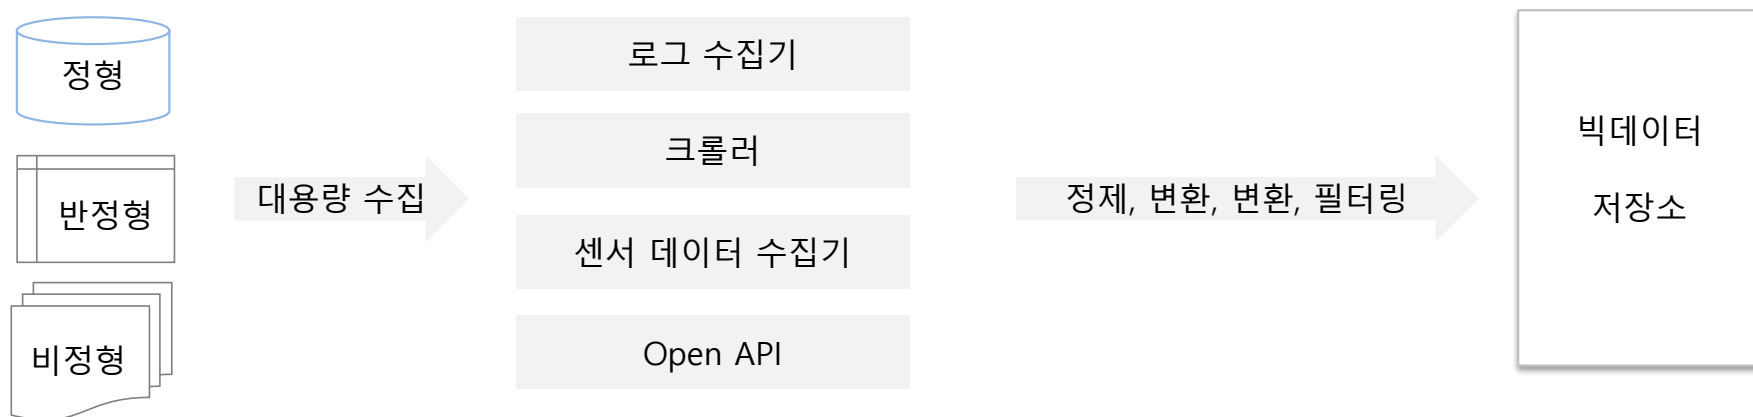 정형
반정형
비정형
대용량 수집
로그 수집기
크롤러
센서 데이터 수집기
Open API
정제, 변환, 변환, 필터링
빅데이터
저장소